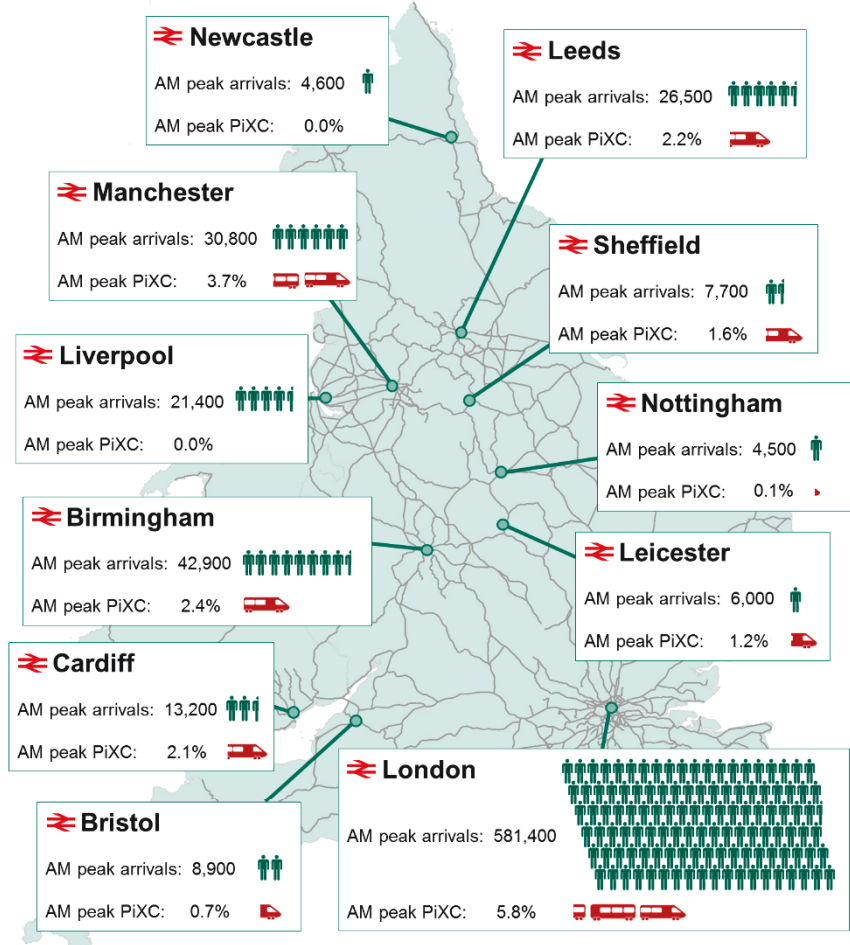 Newcastle
AM peak arrivals: 4,600
AM peak PiXC: 0.0%
Leeds
AM peak arrivals: 26,500
AM peak PiXC: 2.2%
Manchester
AM peak arrivals: 30,800
AM peak PiXC: 3.7%
Sheffield
AM peak arrivals: 7,700
AM peak PiXC: 1.6%
Liverpool
AM peak arrivals: 21,400
AM peak PiXC: 0.0%
Nottingham
AM peak arrivals: 4,500
AM peak PiXC: 0.1%
Birmingham
AM peak arrivals: 42,900
AM peak PiXC: 2.4%
Leicester
AM peak arrivals: 6,000
AM peak PiXC: 1.2%
Cardiff
AM peak arrivals: 13,200
AM peak PiXC: 2.1%
London
AM peak arrivals: 581,400
AM peak PiXC: 5.8%
Bristol
AM peak arrivals: 8,900
AM peak PiXC: 0.7%